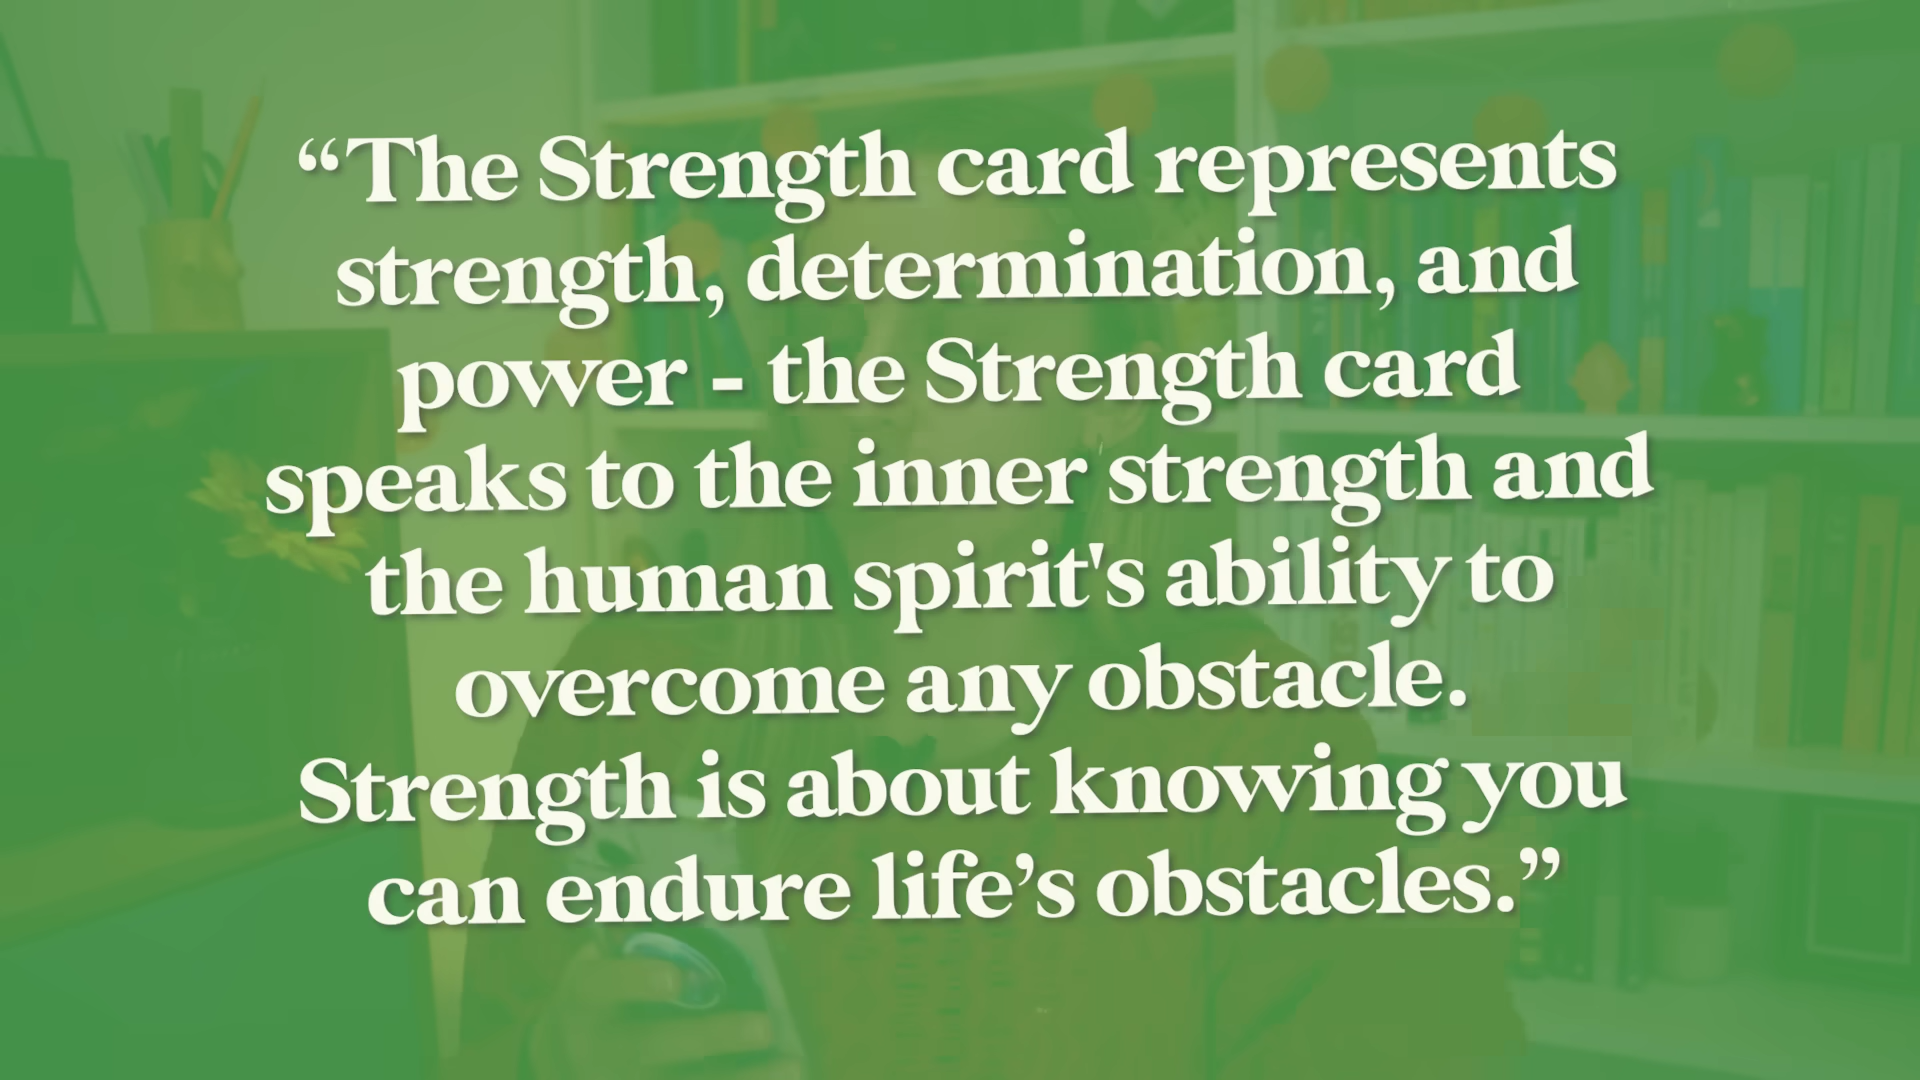 “The Strength card represents
strength, determination, and
power - the Strength card
speaks to the inner strength and
the human spirit's ability to
overcome any obstacle.
Strength is about knowing you
can endure life’s obstacles.”